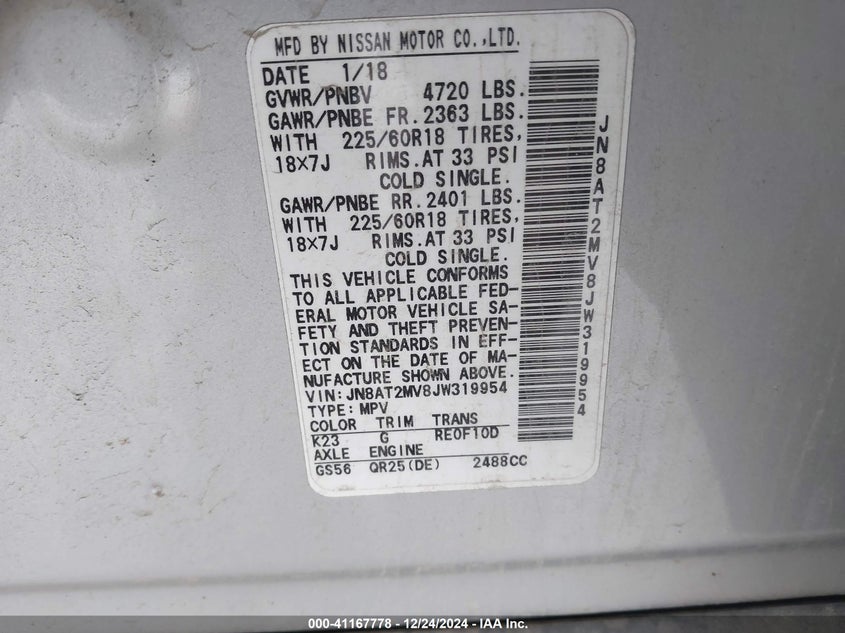 MFD BY NISSAN MOTOR CO.,LTD.
DATE 1/18
GVWR/PNBV 4720 LBS.
GAWR/PNBE FR. 2363 LBS.
WITH 225/60R18 TIRES,
18×7J RIMS.AT 33 PSI
COLD SINGLE.
GAWR/PNBE RR. 2401 LBS.
WITH 225/60R18 TIRES,
18×7J RIMS.AT 33 PSI
COLD SINGLE.
THIS VEHICLE CONFORMS
TO ALL APPLICABLE FED-
ERAL MOTOR VEHICLE SA-
FETY AND THEFT PREVEN-
TION STANDARDS IN EFF-
ECT ON THE DATE OF MA-
NUFACTURE SHOWN ABOVE.
VIN:JN8AT2MV8JW319954
TYPE:MPV
COLOR TRIM TRANS
K23 G RE0F10D
AXLE ENGINE
GS56 QR25(DE) 2488CC
JN8AT2MV8JW319954
000-41167778 - 12/24/2024 - IAA Inc.